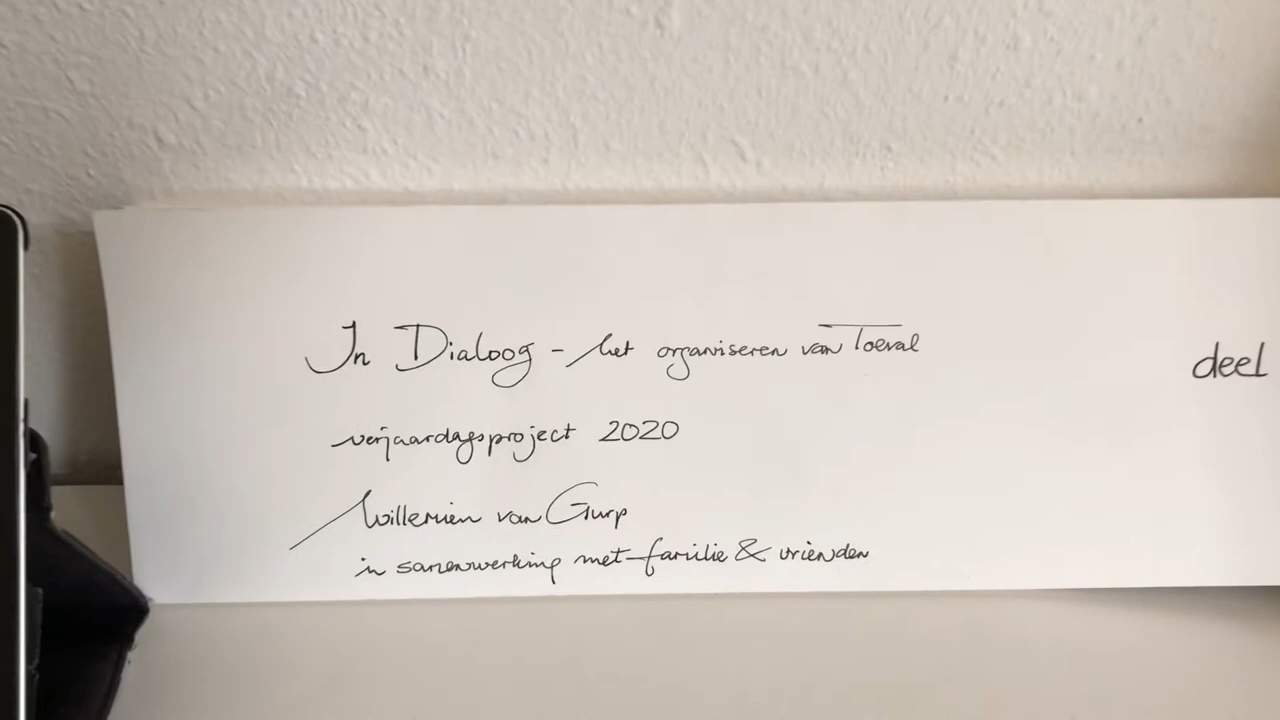 In Dialoog - het organiseren van Toeval
deel
verjaardagsproject 2020
Willemien van Gurp
in samenwerking met familie & vrienden